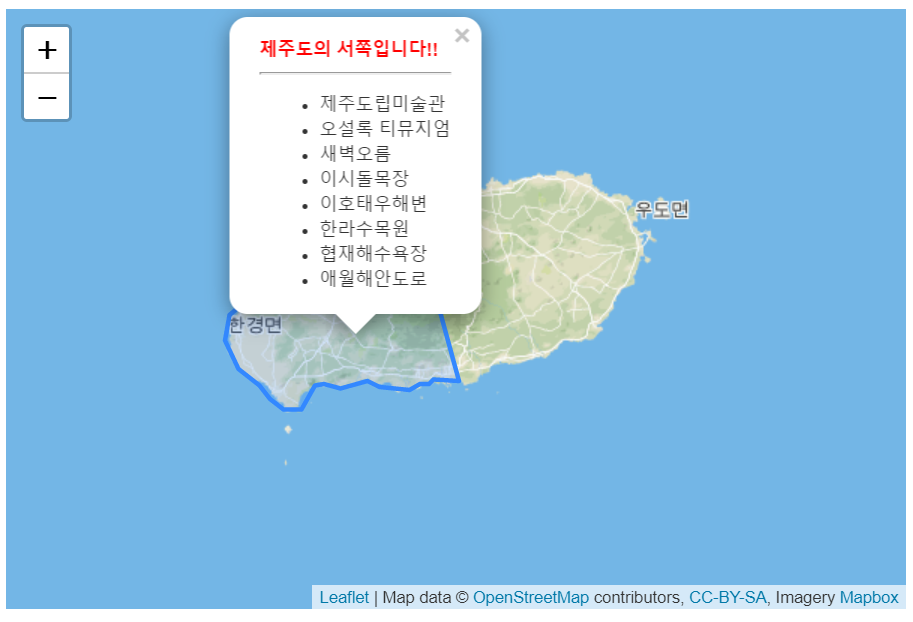 +
−
제주도의 서쪽입니다!!
×
제주도립미술관
오설록 티뮤지엄
새벽오름
이시돌목장
이호태우해변
한라수목원
협재해수욕장
애월해안도로
우도면
한경면
Leaflet | Map data © OpenStreetMap contributors, CC-BY-SA, Imagery Mapbox